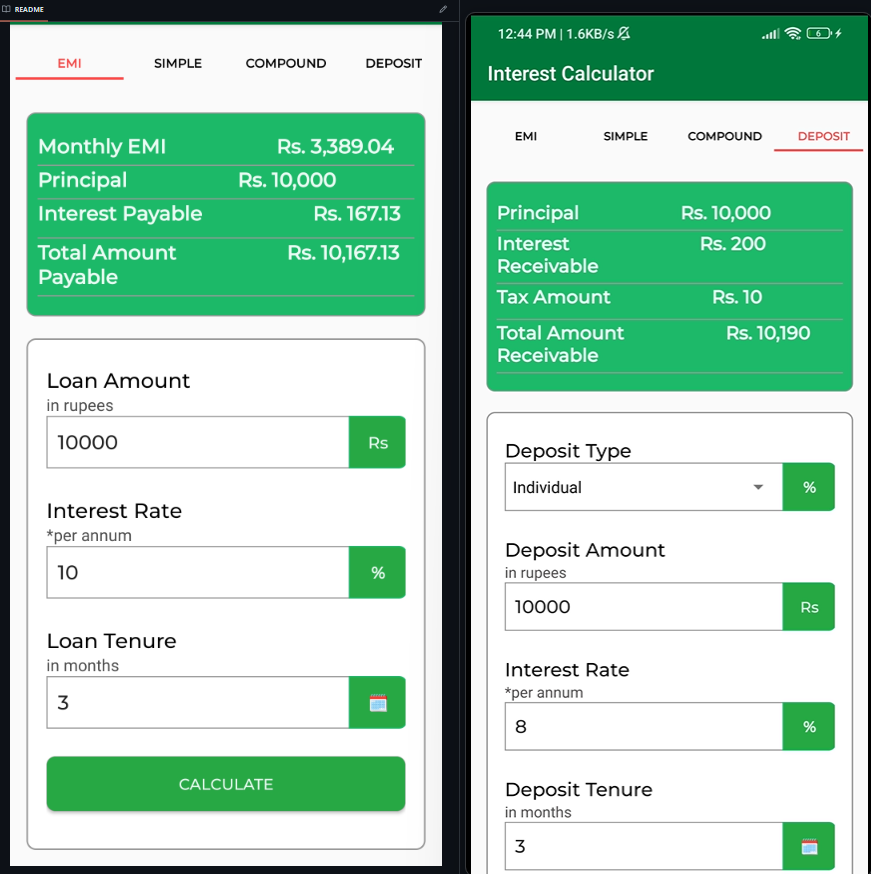 README
EMI SIMPLE COMPOUND DEPOSIT
Monthly EMI Rs. 3,389.04
Principal Rs. 10,000
Interest Payable Rs. 167.13
Total Amount Rs. 10,167.13
Payable
Loan Amount
in rupees
10000 Rs
Interest Rate
*per annum
10 %
Loan Tenure
in months
3
CALCULATE
12:44 PM | 1.6KB/s
6
Interest Calculator
EMI SIMPLE COMPOUND DEPOSIT
Principal Rs. 10,000
Interest Rs. 200
Receivable
Tax Amount Rs. 10
Total Amount Rs. 10,190
Receivable
Deposit Type
Individual %
Deposit Amount
in rupees
10000 Rs
Interest Rate
*per annum
8 %
Deposit Tenure
in months
3